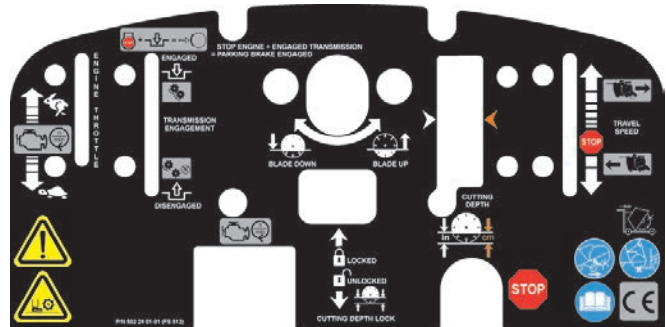 STOP
STOP ENGINE + ENGAGED TRANSMISSION
= PARKING BRAKE ENGAGED
ENGAGED
ENGINE THROTTLE
TRANSMISSION
ENGAGEMENT
DISENGAGED
BLADE DOWN
BLADE UP
TRAVEL
SPEED
STOP
CUTTING
DEPTH
in
cm
LOCKED
UNLOCKED
CUTTING DEPTH LOCK
STOP
CE